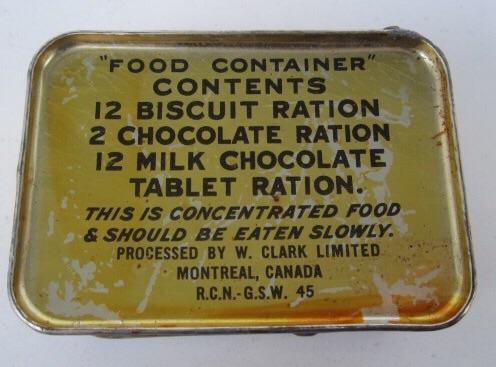 "FOOD CONTAINER"
CONTENTS
12 BISCUIT RATION
2 CHOCOLATE RATION
12 MILK CHOCOLATE
TABLET RATION.
THIS IS CONCENTRATED FOOD
& SHOULD BE EATEN SLOWLY.
PROCESSED BY W. CLARK LIMITED
MONTREAL, CANADA
R.C.N.-G.S.W. 45